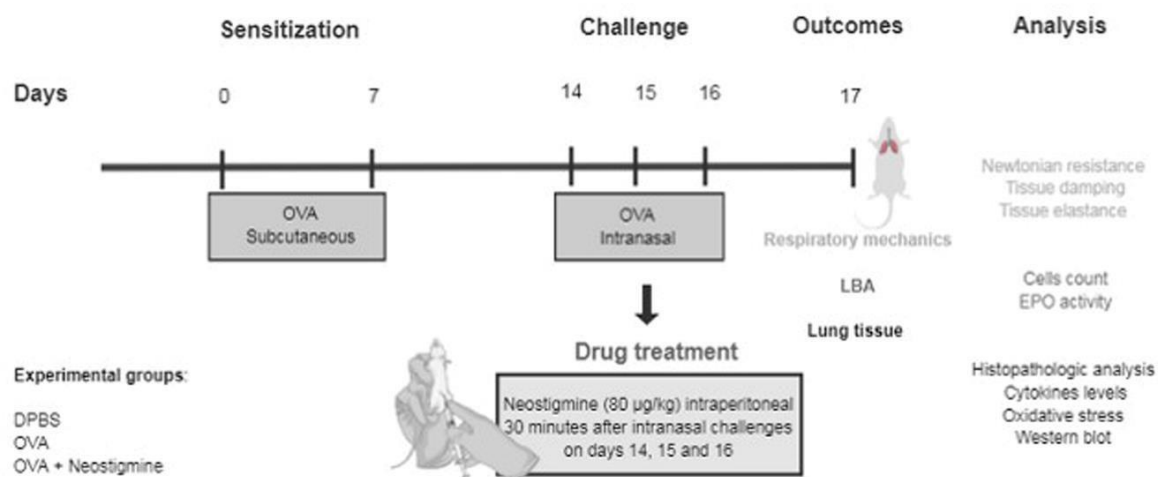 Sensitization
Challenge
Outcomes
Analysis
Days
0
7
14
15
16
17
OVA
Subcutaneous
OVA
Intranasal
Respiratory mechanics
LBA
Lung tissue
Newtonian resistance
Tissue damping
Tissue elastance
Cells count
EPO activity
Histopathologic analysis
Cytokines levels
Oxidative stress
Western blot
Drug treatment
Neostigmine (80 µg/kg) intraperitoneal
30 minutes after intranasal challenges
on days 14, 15 and 16
Experimental groups:
DPBS
OVA
OVA + Neostigmine